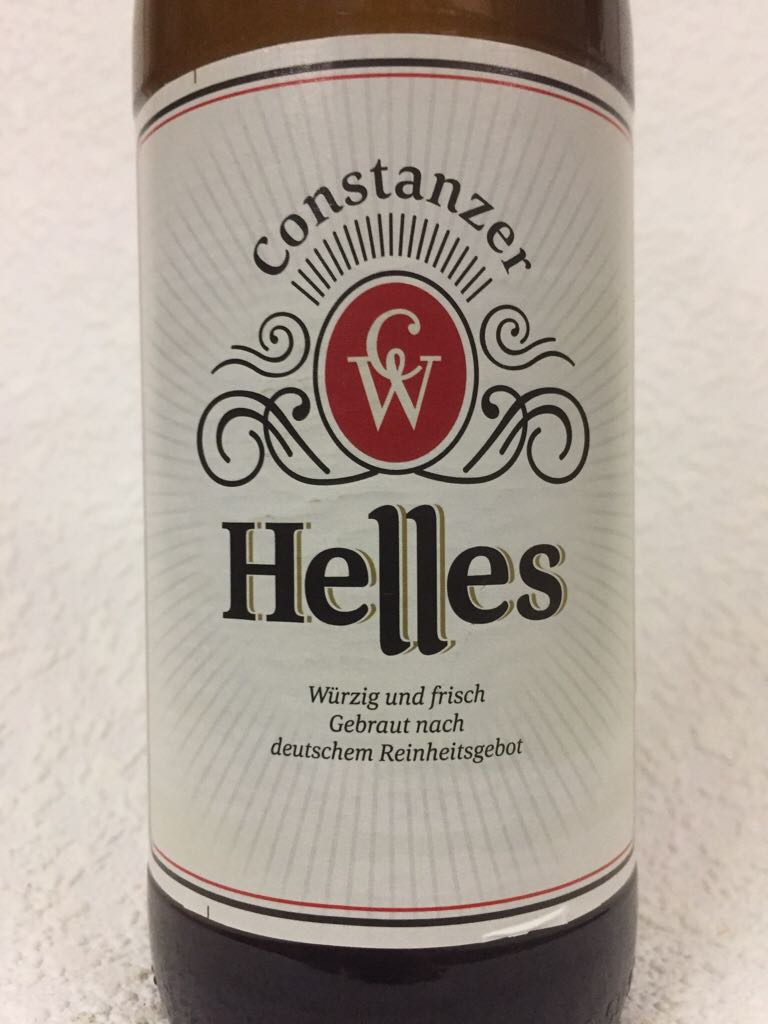 Constanzer
CW
Helles
Würzig und frisch
Gebraut nach
deutschem Reinheitsgebot